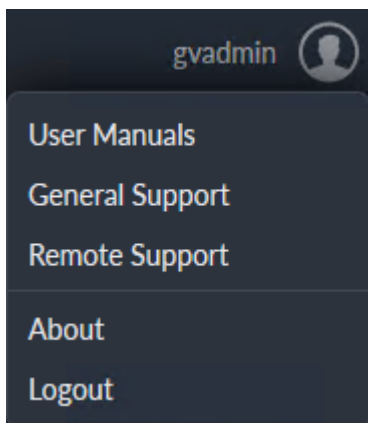 gvadmin
User Manuals
General Support
Remote Support
About
Logout